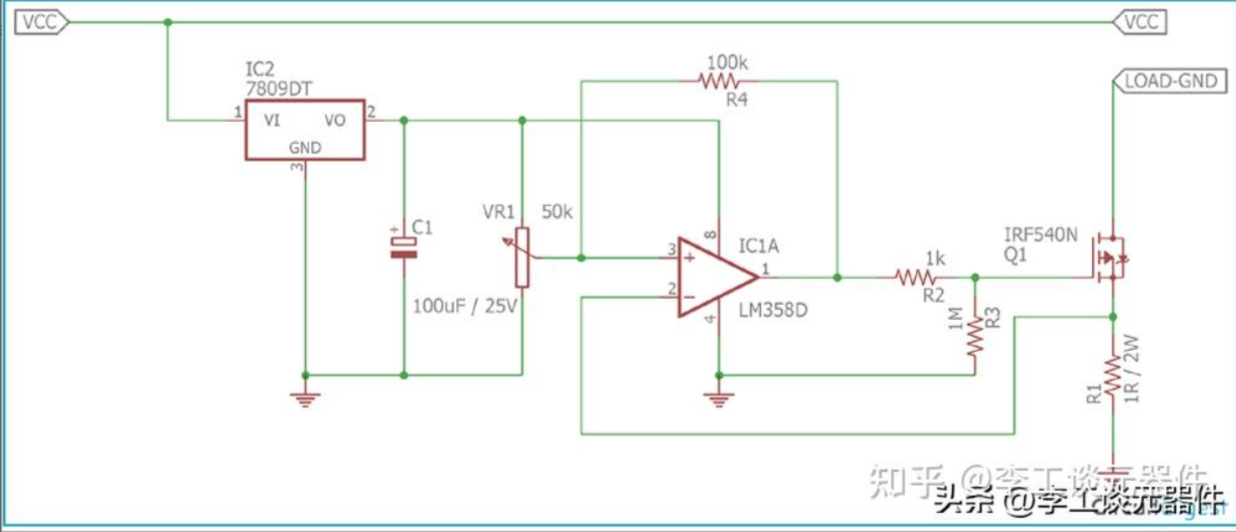 VCC
VCC
IC2
7809DT
1
VI
VO
2
GND
3
100k
R4
LOAD-GND
C1
+
100uF / 25V
VR1
50k
3
+
2
−
8
4
1
IC1A
LM358D
1k
R2
1M
R3
IRF540N
Q1
R1
1R / 2W
知乎 @李工谈元器件
头条 @李工谈元器件